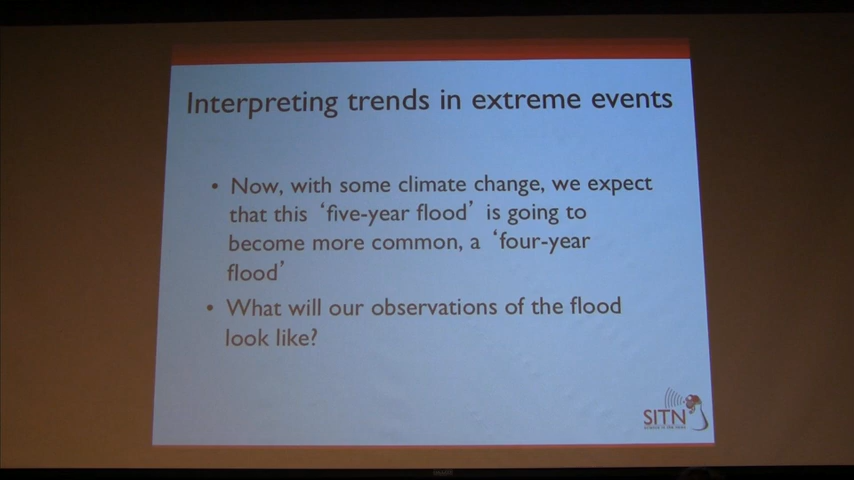 Interpreting trends in extreme events
• Now, with some climate change, we expect
that this ‘five-year flood’ is going to
become more common, a ‘four-year
flood’
• What will our observations of the flood
look like?
SITN